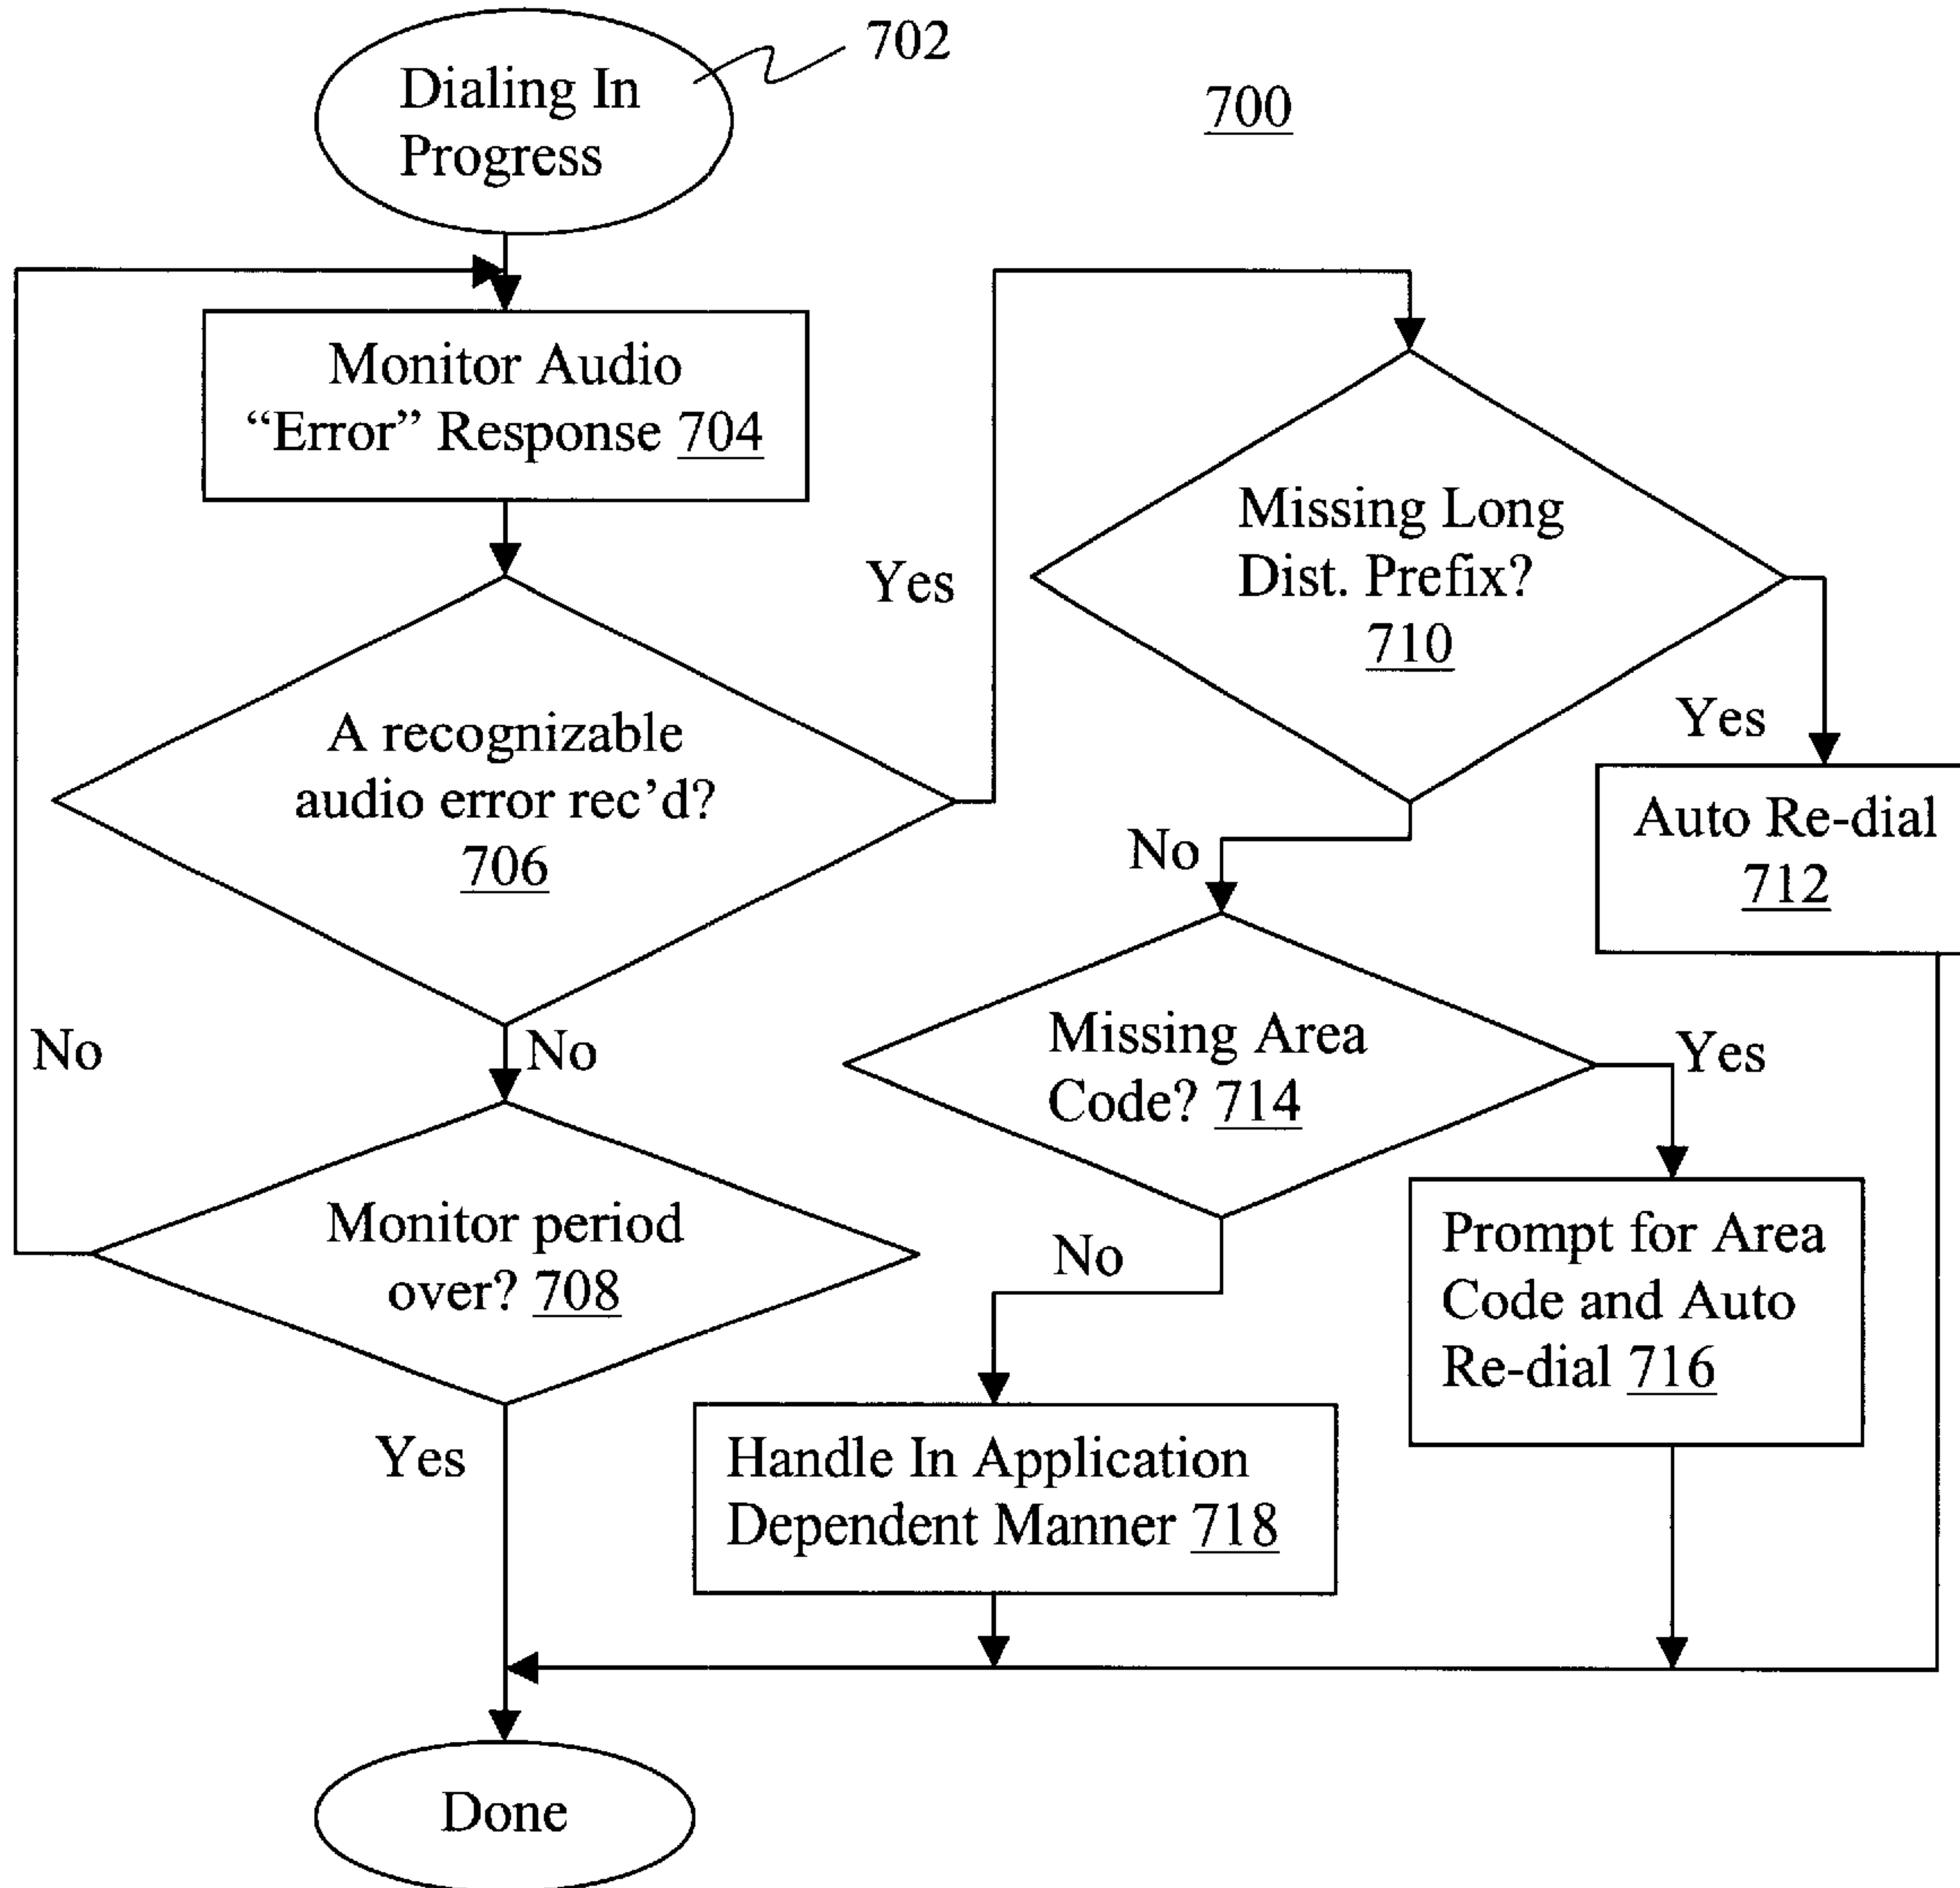 702
Dialing In
Progress
700
Monitor Audio
“Error” Response 704
Missing Long
Dist. Prefix?
710
Yes
Yes
A recognizable
audio error rec’d?
706
Auto Re-dial
712
No
No
No
Missing Area
Code? 714
Yes
Monitor period
over? 708
No
Prompt for Area
Code and Auto
Re-dial 716
Yes
Handle In Application
Dependent Manner 718
Done